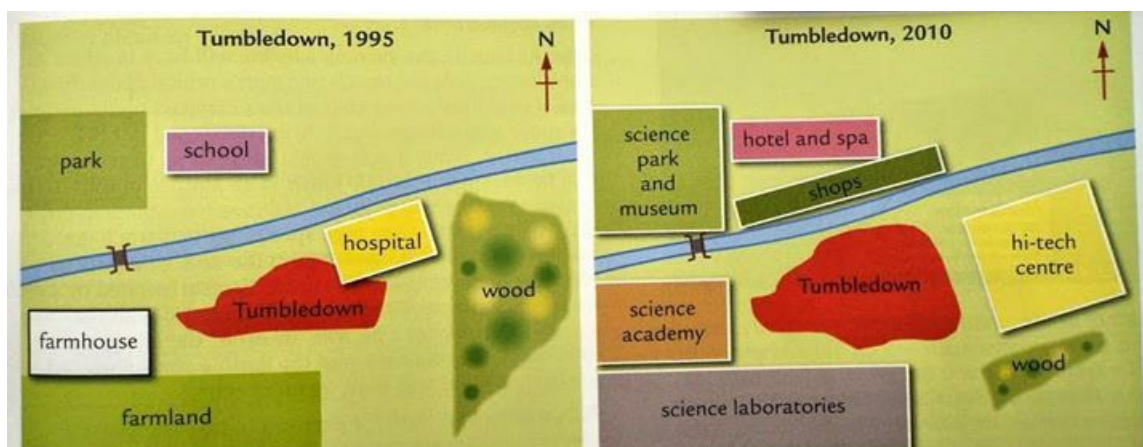 Tumbledown, 1995
N
park
school
hospital
wood
Tumbledown
farmhouse
farmland
Tumbledown, 2010
N
science
park
and
museum
hotel and spa
shops
hi-tech
centre
Tumbledown
science
academy
wood
science laboratories